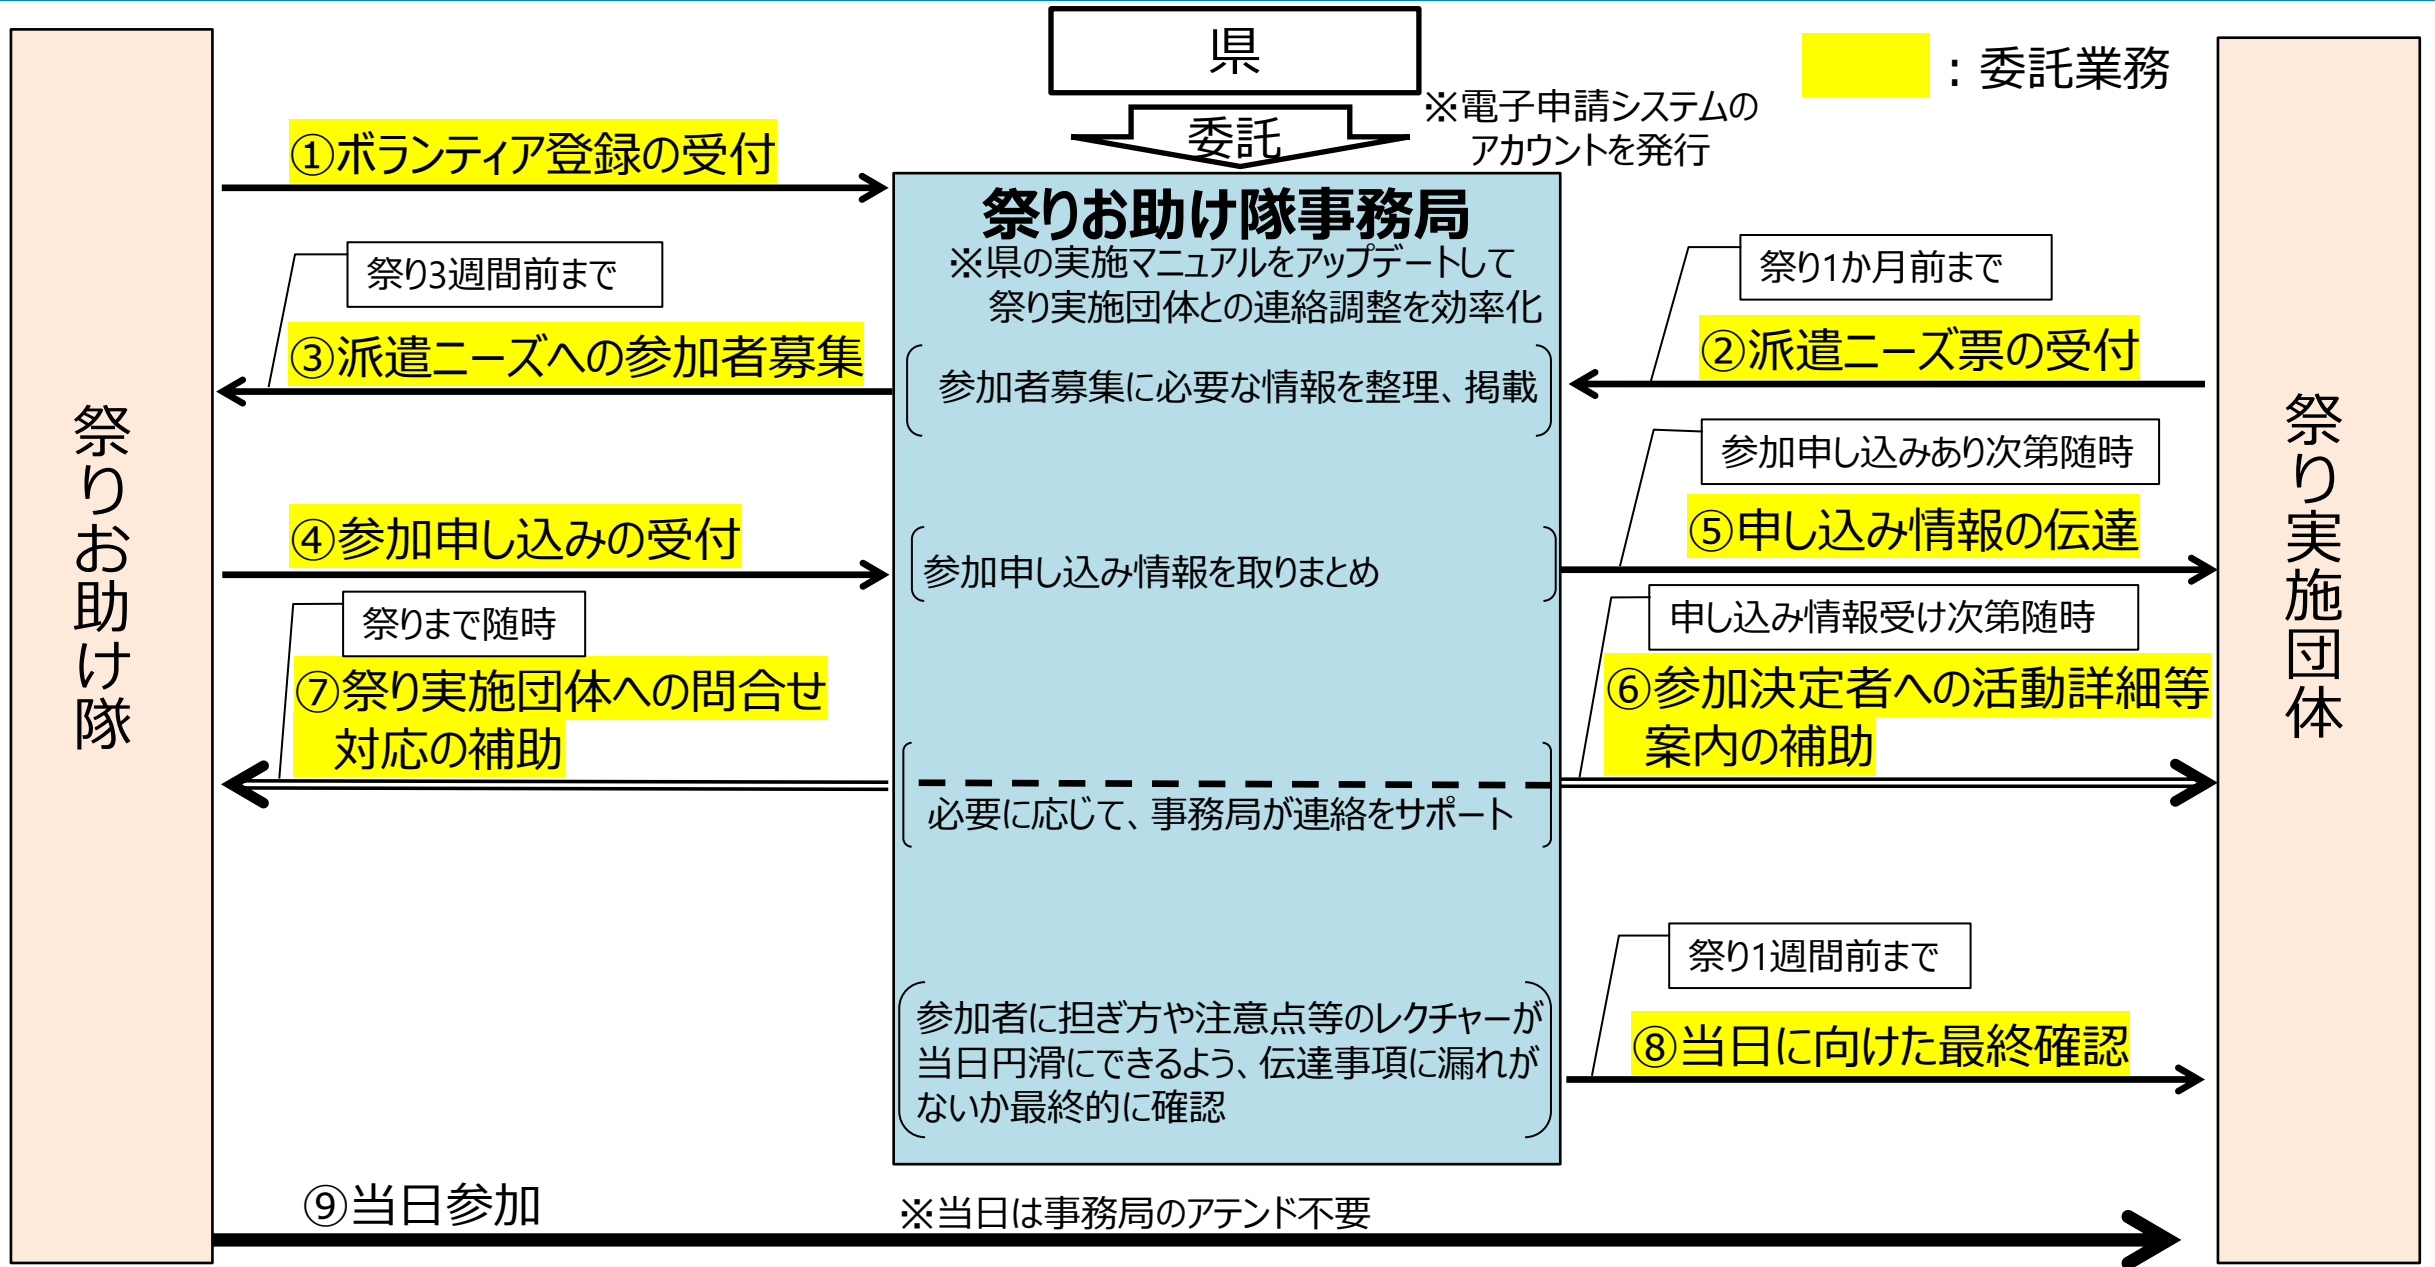 県
委託
※電子申請システムの
アカウントを発行
：委託業務
祭りお助け隊
祭り実施団体
祭りお助け隊事務局
※県の実施マニュアルをアップデートして
祭り実施団体との連絡調整を効率化
①ボランティア登録の受付
祭り1か月前まで
②派遣ニーズ票の受付
祭り3週間前まで
③派遣ニーズへの参加者募集
参加者募集に必要な情報を整理、掲載
④参加申し込みの受付
参加申し込み情報を取りまとめ
参加申し込みあり次第随時
⑤申し込み情報の伝達
申し込み情報受け次第随時
⑥参加決定者への活動詳細等
案内の補助
祭りまで随時
⑦祭り実施団体への問合せ
対応の補助
必要に応じて、事務局が連絡をサポート
祭り1週間前まで
⑧当日に向けた最終確認
参加者に担ぎ方や注意点等のレクチャーが
当日円滑にできるよう、伝達事項に漏れが
ないか最終的に確認
⑨当日参加
※当日は事務局のアテンド不要